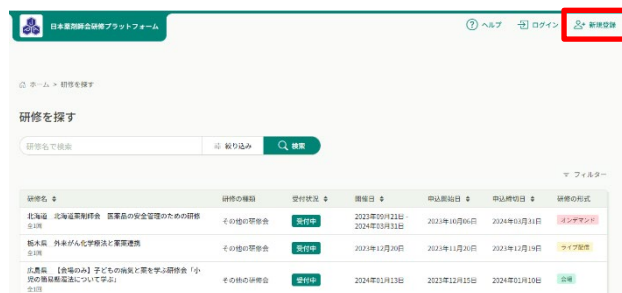 日本薬剤師会研修プラットフォーム
ヘルプ ログイン 新規登録
ホーム > 研修を探す
研修を探す
研修名で検索 絞り込み 検索
フィルター
研修名 研修の種類 受付状況 開催日 申込開始日 申込締切日 研修の形式
北海道 北海道薬剤師会 医薬品の安全管理のための研修 その他の研修会 受付中 2023年09月21日 - 2023年10月06日 2024年03月31日 オンデマンド
全1回 2024年03月31日
栃木県 外来がん化学療法と薬薬連携 その他の研修会 受付中 2023年12月20日 2023年11月20日 2023年12月19日 ライブ配信
全1回
広島県 【会場のみ】子どもの病気と薬を学ぶ研修会「小 その他の研修会 受付中 2024年01月13日 2023年12月15日 2024年01月10日 会場
児の簡易懸濁法について学ぶ」
全1回